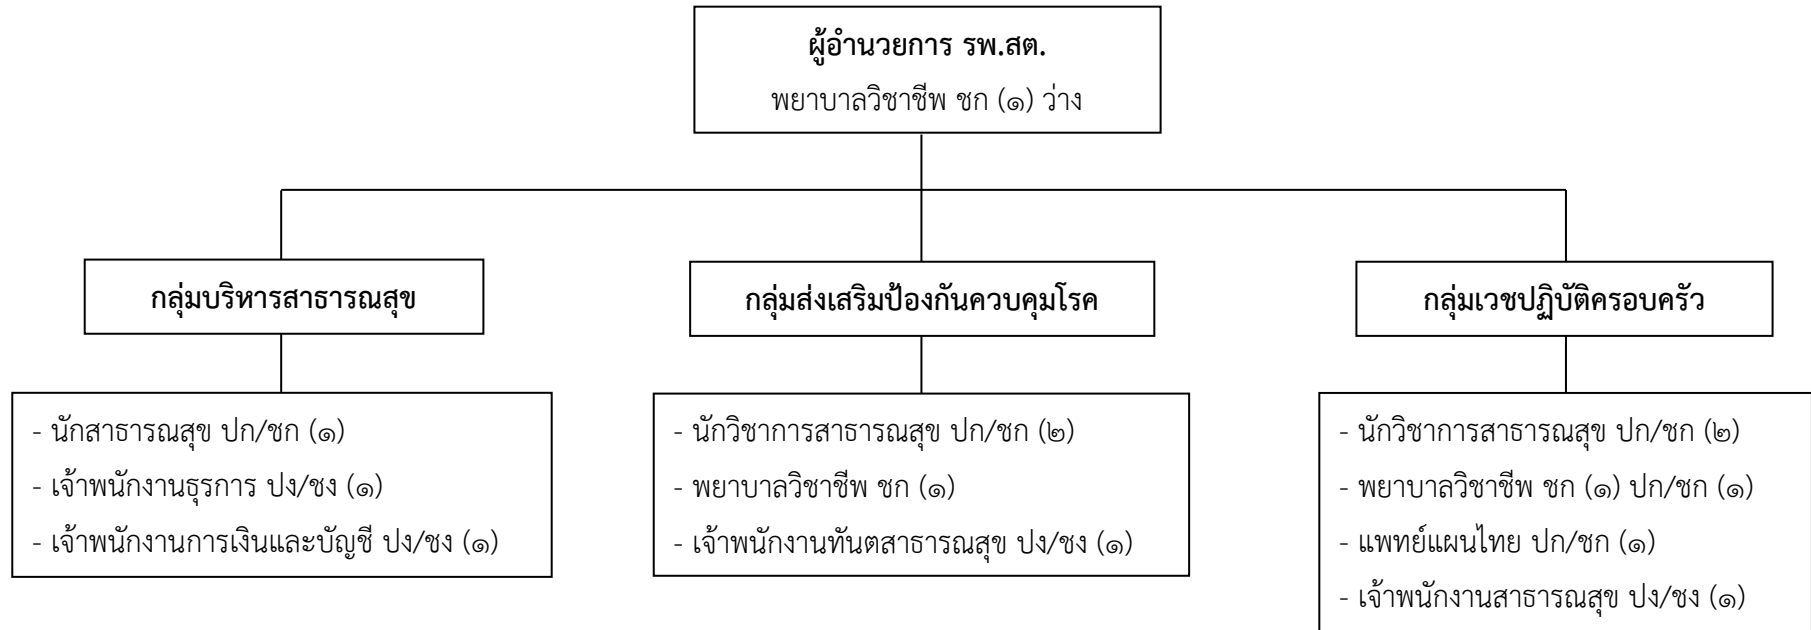 ผู้อำนวยการ รพ.สต.
พยาบาลวิชาชีพ ชก (๑) ว่าง
กลุ่มบริหารสาธารณสุข
- นักสาธารณสุข ปก/ชก (๑)
- เจ้าพนักงานธุรการ ปง/ชง (๑)
- เจ้าพนักงานการเงินและบัญชี ปง/ชง (๑)
กลุ่มส่งเสริมป้องกันควบคุมโรค
- นักวิชาการสาธารณสุข ปก/ชก (๒)
- พยาบาลวิชาชีพ ชก (๑)
- เจ้าพนักงานทันตสาธารณสุข ปง/ชง (๑)
กลุ่มเวชปฏิบัติครอบครัว
- นักวิชาการสาธารณสุข ปก/ชก (๒)
- พยาบาลวิชาชีพ ชก (๑) ปก/ชก (๑)
- แพทย์แผนไทย ปก/ชก (๑)
- เจ้าพนักงานสาธารณสุข ปง/ชง (๑)